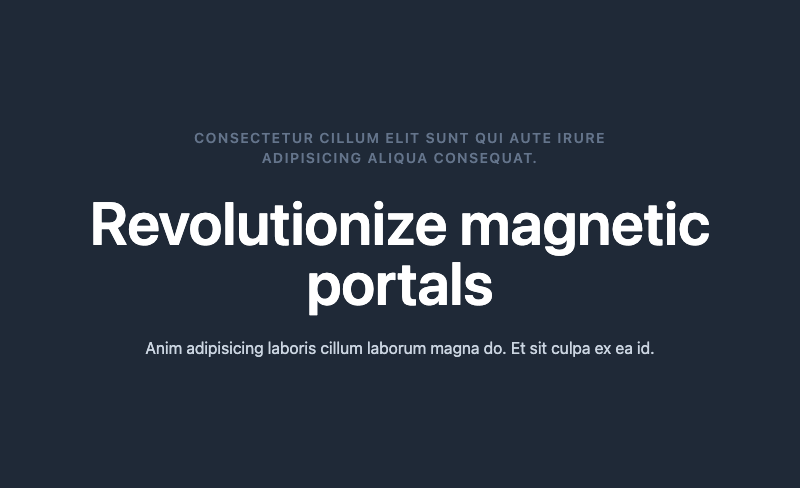 CONSECTETUR CILLUM ELIT SUNT QUI AUTE IRURE
ADIPISICING ALIQUA CONSEQUAT.
Revolutionize magnetic
portals
Anim adipisicing laboris cillum laborum magna do. Et sit culpa ex ea id.